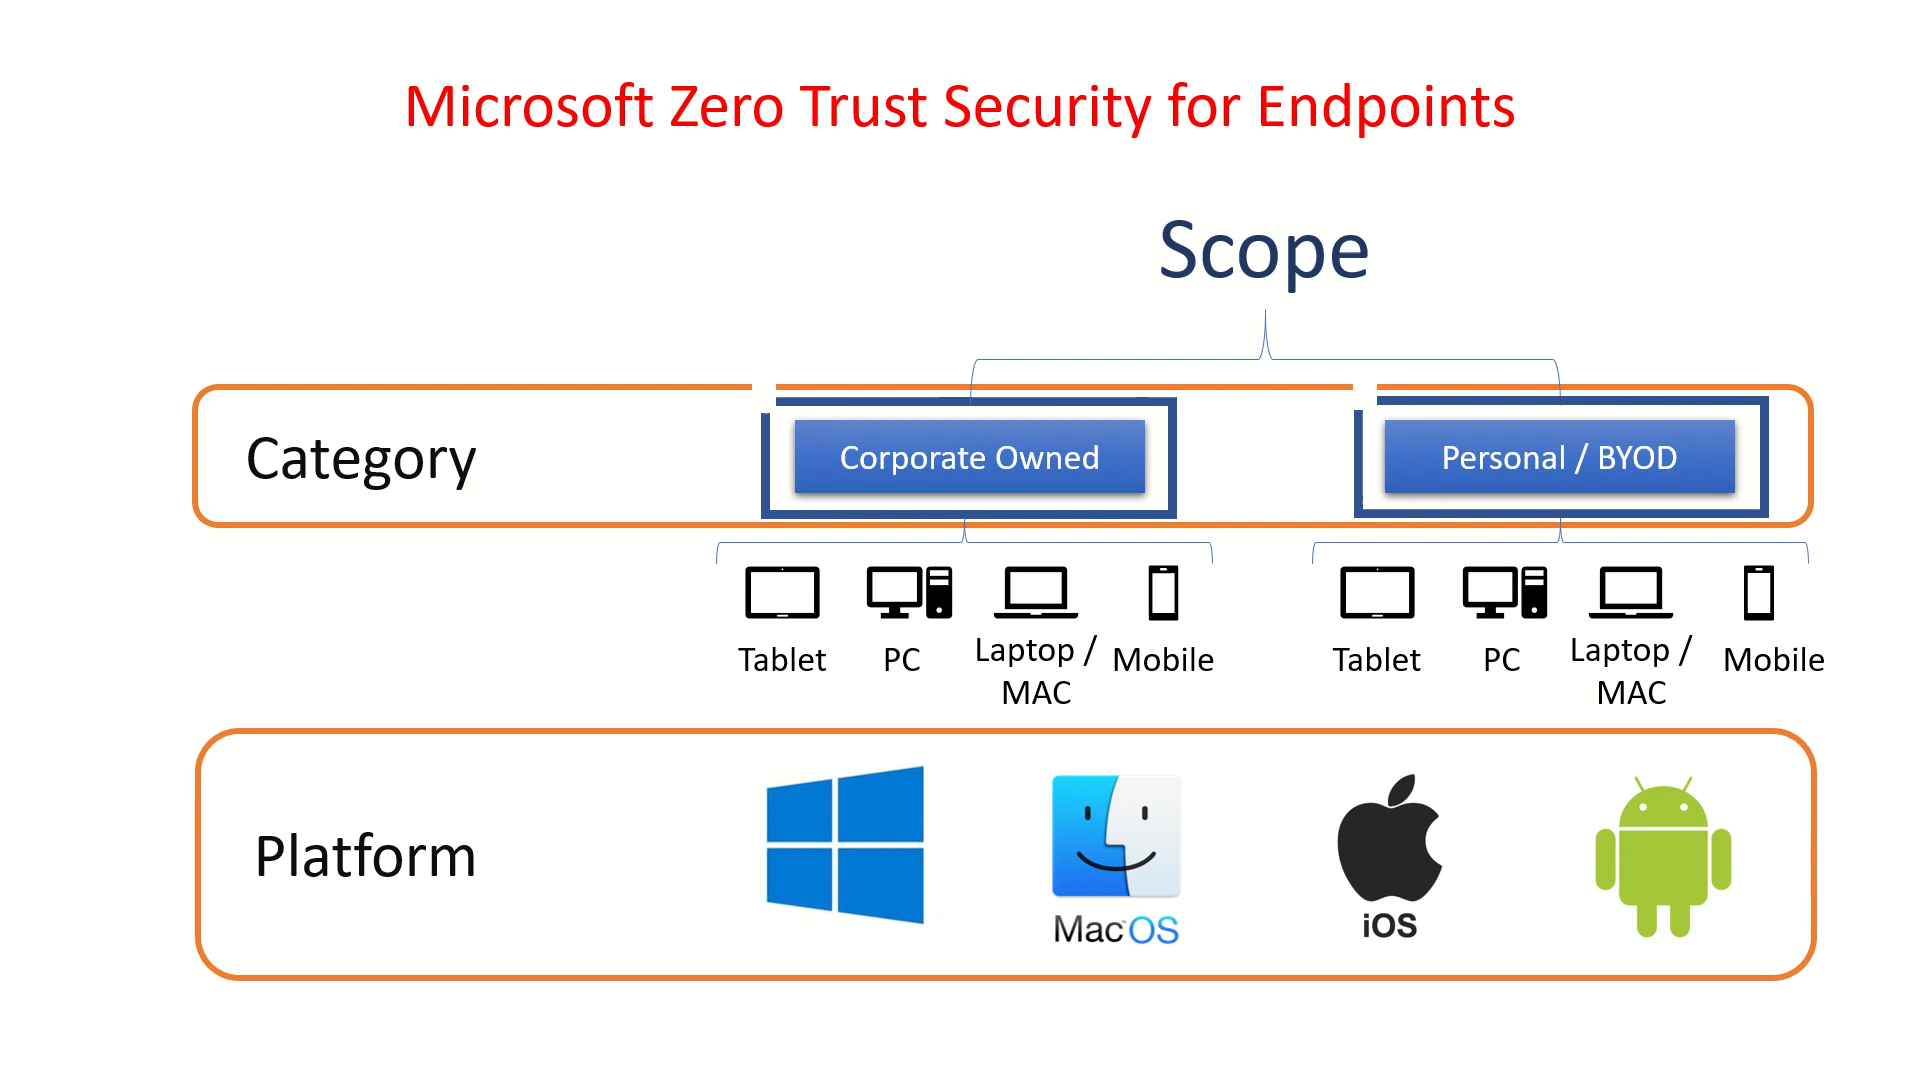 Microsoft Zero Trust Security for Endpoints
Scope
Category
Corporate Owned
Personal / BYOD
Tablet
PC
Laptop /
MAC
Mobile
Tablet
PC
Laptop /
MAC
Mobile
Platform
Mac™OS
iOS